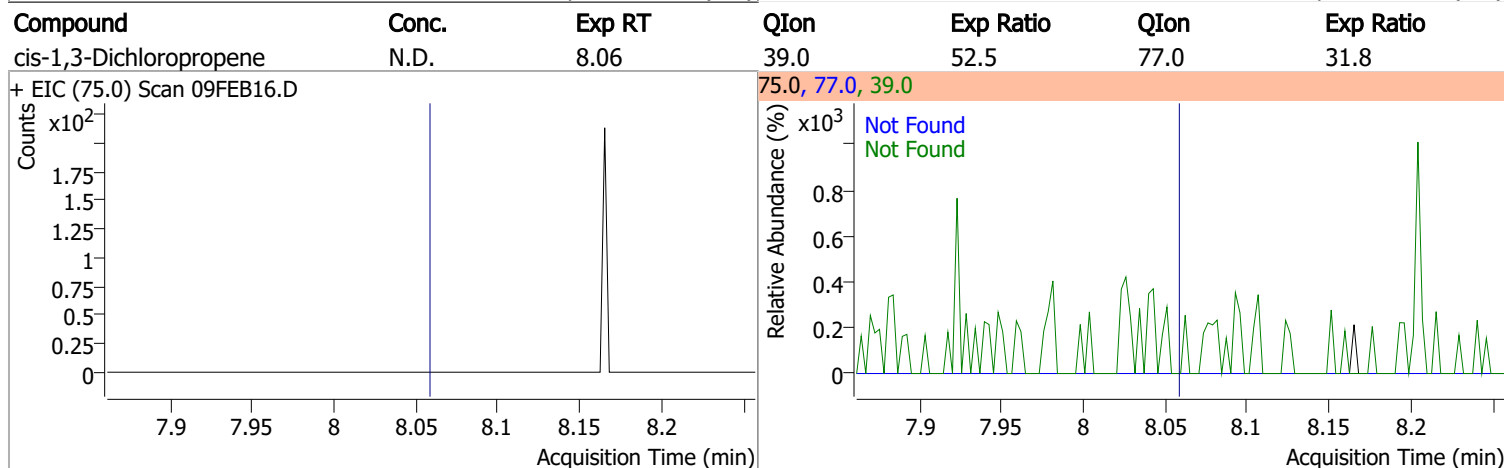 Compound Conc. Exp RT QIon Exp Ratio QIon Exp Ratio
cis-1,3-Dichloropropene N.D. 8.06 39.0 52.5 77.0 31.8
+ EIC (75.0) Scan 09FEB16.D
Counts
x10²
1.75
1.5
1.25
1
0.75
0.5
0.25
0
7.9 7.95 8 8.05 8.1 8.15 8.2
Acquisition Time (min)
75.0, 77.0, 39.0
Relative Abundance (%)
x10³
Not Found
Not Found
0.8
0.6
0.4
0.2
0
7.9 7.95 8 8.05 8.1 8.15 8.2
Acquisition Time (min)